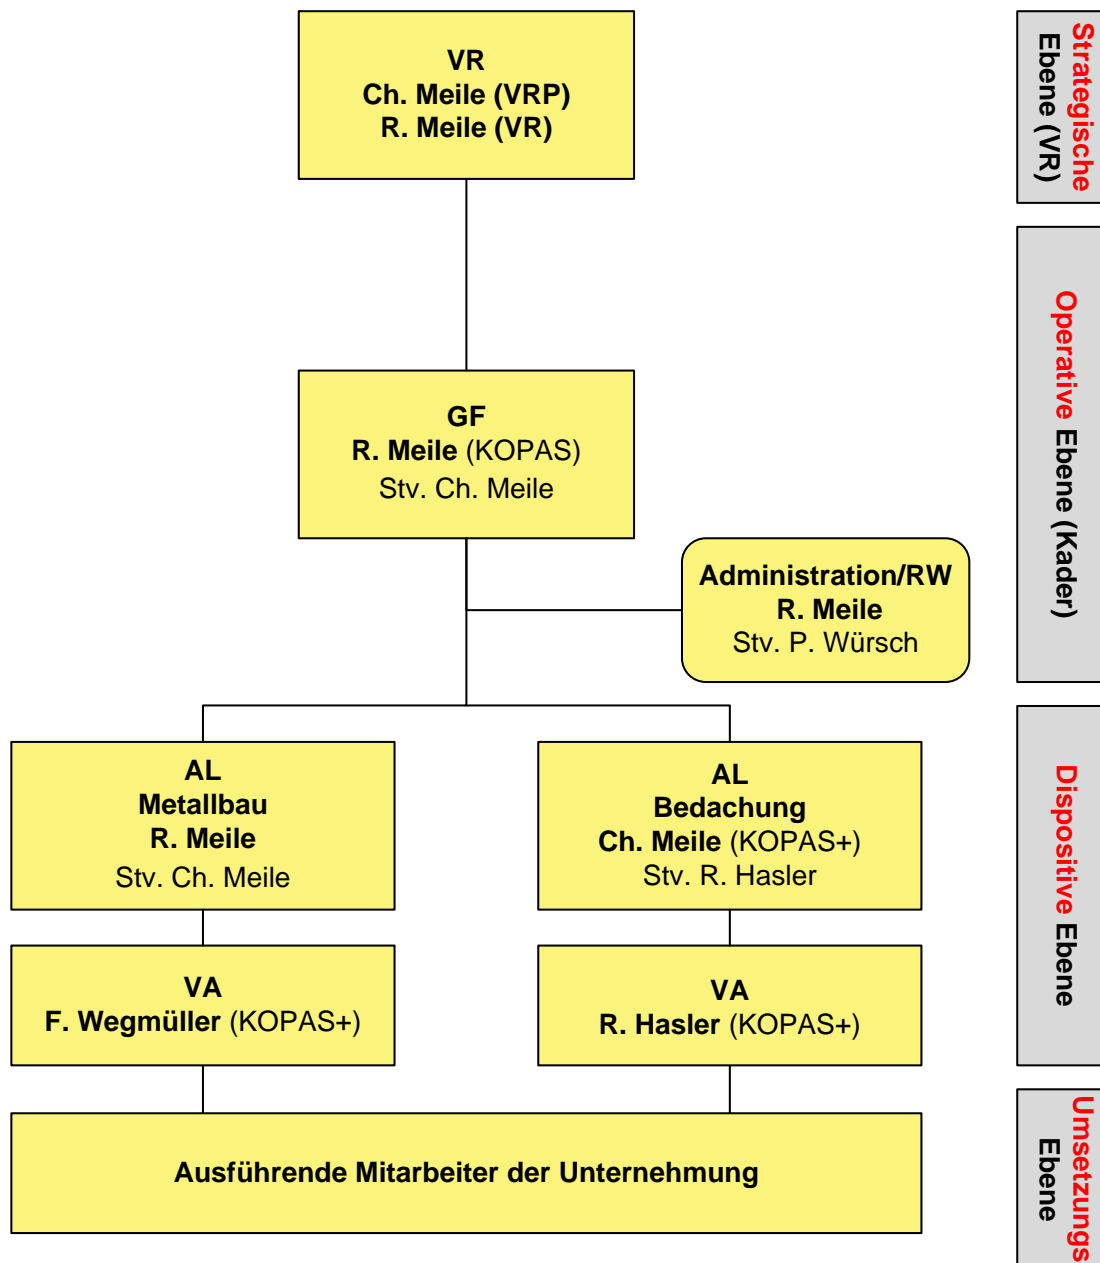 VR
Ch. Meile (VRP)
R. Meile (VR)
Strategische
Ebene (VR)
GF
R. Meile (KOPAS)
Stv. Ch. Meile
Administration/RW
R. Meile
Stv. P. Würsch
Operative Ebene (Kader)
AL
Metallbau
R. Meile
Stv. Ch. Meile
AL
Bedachung
Ch. Meile (KOPAS+)
Stv. R. Hasler
VA
F. Wegmüller (KOPAS+)
VA
R. Hasler (KOPAS+)
Dispositive Ebene
Ausführende Mitarbeiter der Unternehmung
Umsetzungs
Ebene